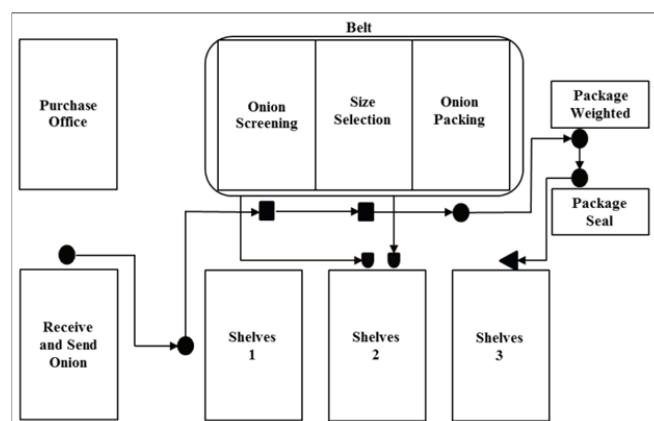 Belt
Purchase
Office
Onion
Screening
Size
Selection
Onion
Packing
Package
Weighted
Package
Seal
Receive
and Send
Onion
Shelves
1
Shelves
2
Shelves
3